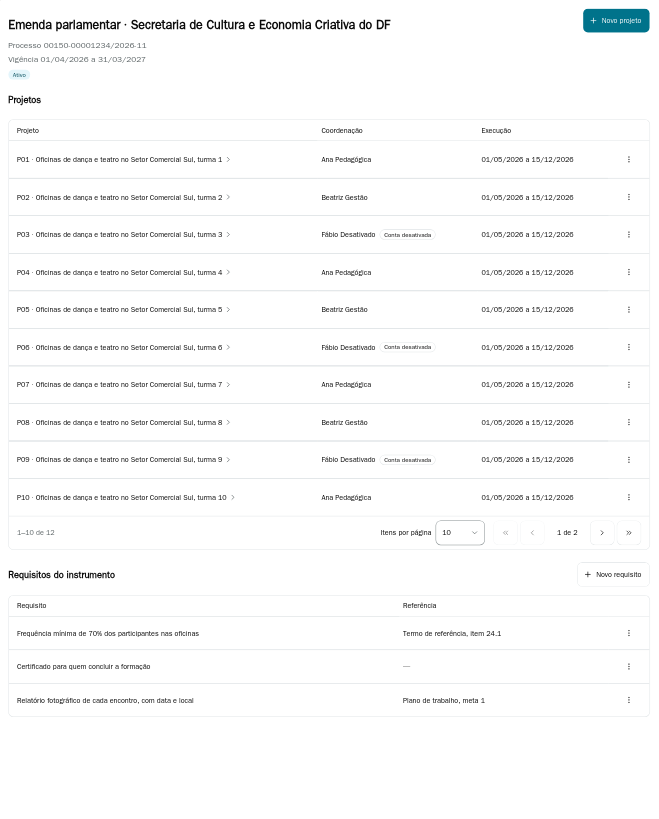 Emenda parlamentar · Secretaria de Cultura e Economia Criativa do DF
Novo projeto
Processo 00150-00001234/2026-11
Vigência 01/04/2026 a 31/03/2027
Ativo
Projetos
Projeto Coordenação Execução
P01 · Oficinas de dança e teatro no Setor Comercial Sul, turma 1 Ana Pedagógica 01/05/2026 a 15/12/2026
P02 · Oficinas de dança e teatro no Setor Comercial Sul, turma 2 Beatriz Gestão 01/05/2026 a 15/12/2026
P03 · Oficinas de dança e teatro no Setor Comercial Sul, turma 3 Fábio Desativado Conta desativada 01/05/2026 a 15/12/2026
P04 · Oficinas de dança e teatro no Setor Comercial Sul, turma 4 Ana Pedagógica 01/05/2026 a 15/12/2026
P05 · Oficinas de dança e teatro no Setor Comercial Sul, turma 5 Beatriz Gestão 01/05/2026 a 15/12/2026
P06 · Oficinas de dança e teatro no Setor Comercial Sul, turma 6 Fábio Desativado Conta desativada 01/05/2026 a 15/12/2026
P07 · Oficinas de dança e teatro no Setor Comercial Sul, turma 7 Ana Pedagógica 01/05/2026 a 15/12/2026
P08 · Oficinas de dança e teatro no Setor Comercial Sul, turma 8 Beatriz Gestão 01/05/2026 a 15/12/2026
P09 · Oficinas de dança e teatro no Setor Comercial Sul, turma 9 Fábio Desativado Conta desativada 01/05/2026 a 15/12/2026
P10 · Oficinas de dança e teatro no Setor Comercial Sul, turma 10 Ana Pedagógica 01/05/2026 a 15/12/2026
1–10 de 12 Itens por página 10 1 de 2
Requisitos do instrumento
Novo requisito
Requisito Referência
Frequência mínima de 70% dos participantes nas oficinas Termo de referência, item 24.1
Certificado para quem concluir a formação —
Relatório fotográfico de cada encontro, com data e local Plano de trabalho, meta 1